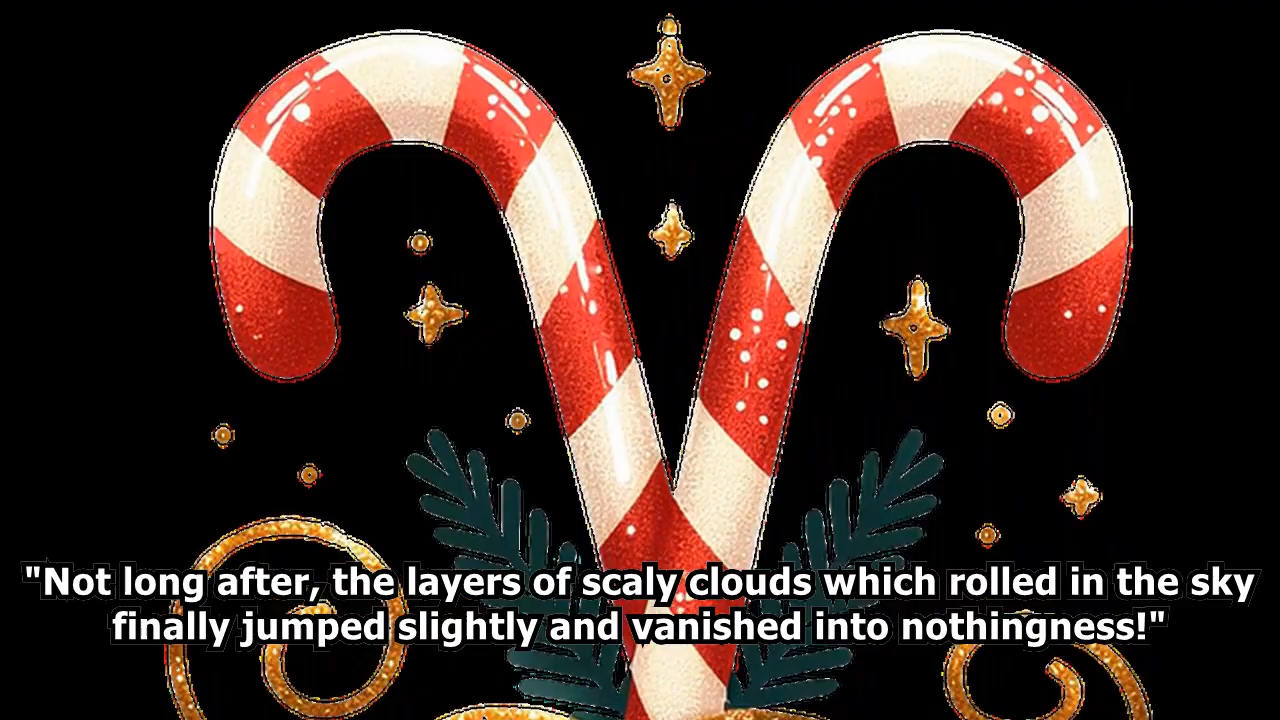 "Not long after, the layers of scaly clouds which rolled in the sky
finally jumped slightly and vanished into nothingness!"